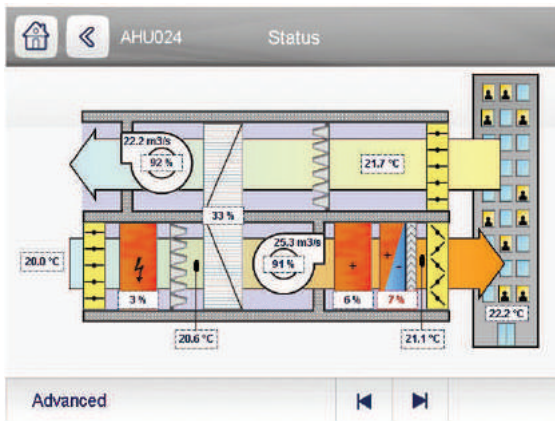 AHU024 Status
22.2 m3/s
92 %
21.7 °C
33 %
25.3 m3/s
91 %
20.0 °C
3 %
6 %
7 %
22.2 °C
20.6 °C
21.1 °C
Advanced